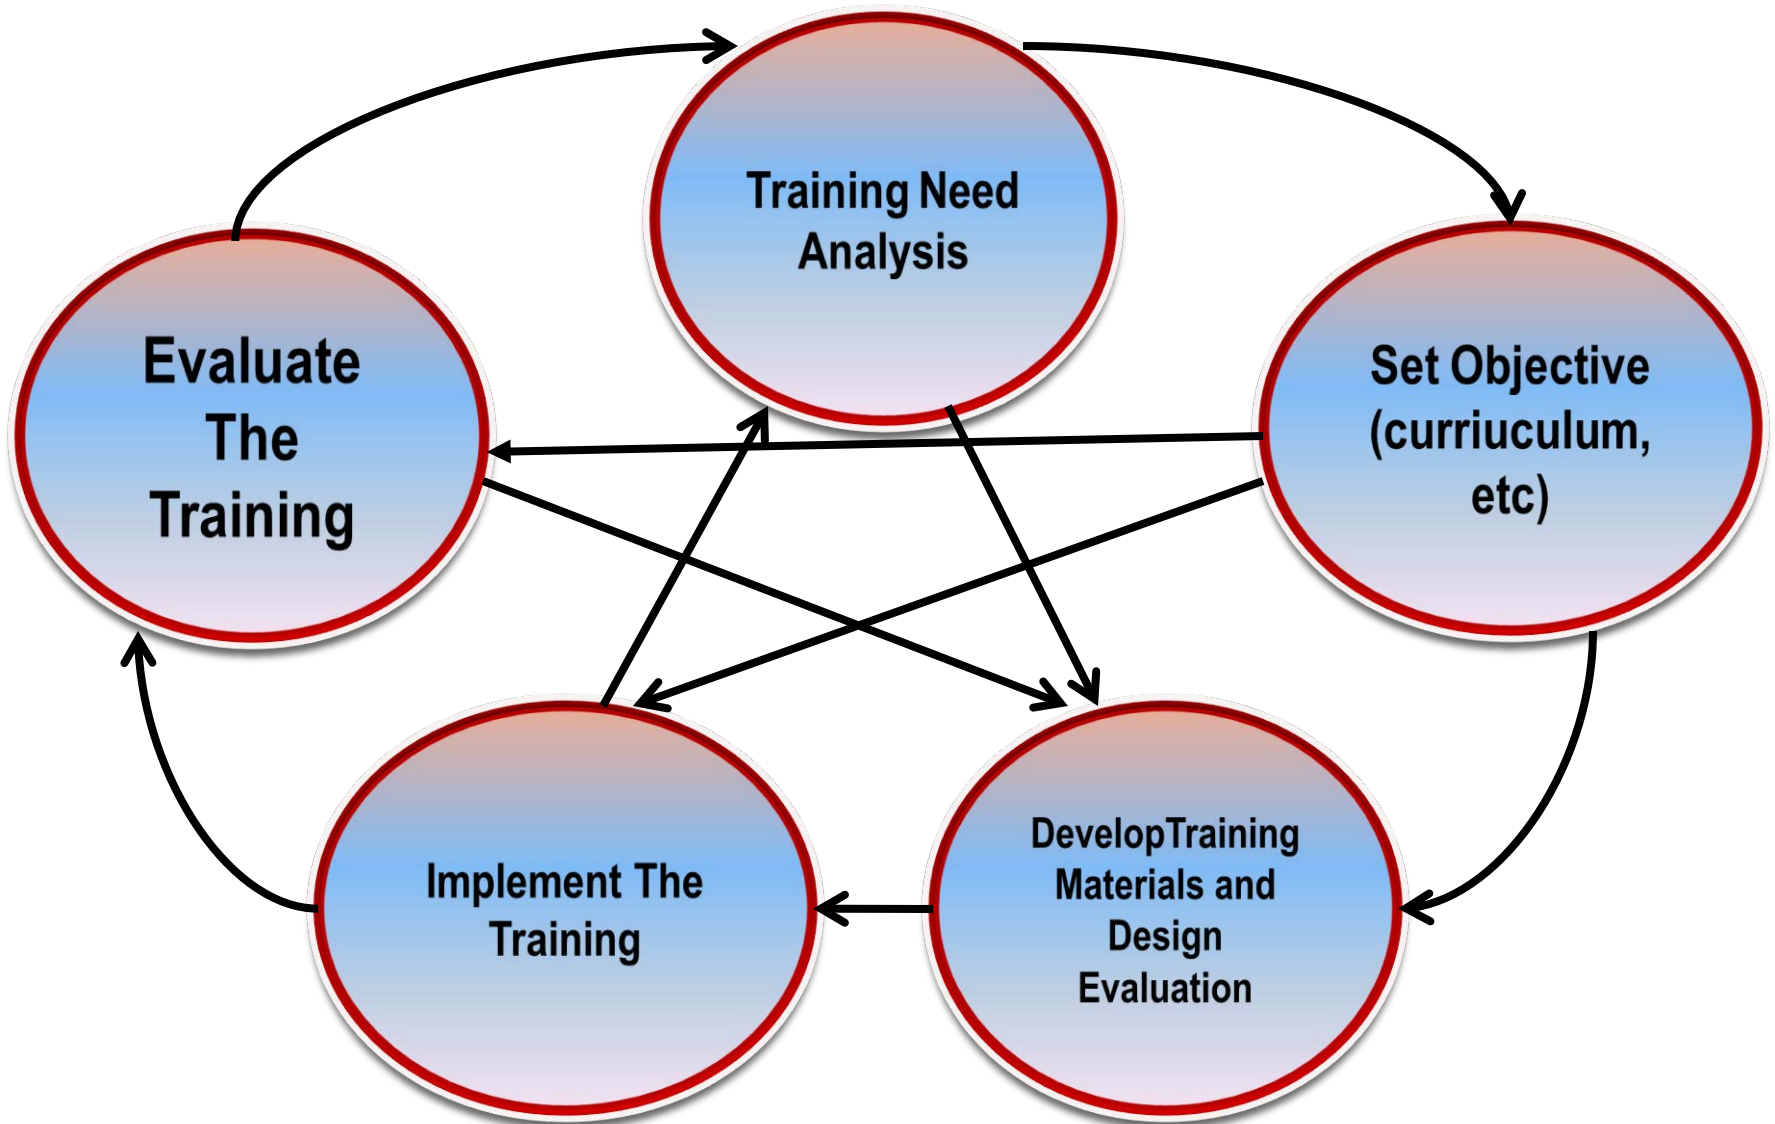 Training Need
Analysis
Set Objective
(curriuculum,
etc)
DevelopTraining
Materials and
Design
Evaluation
Implement The
Training
Evaluate
The
Training